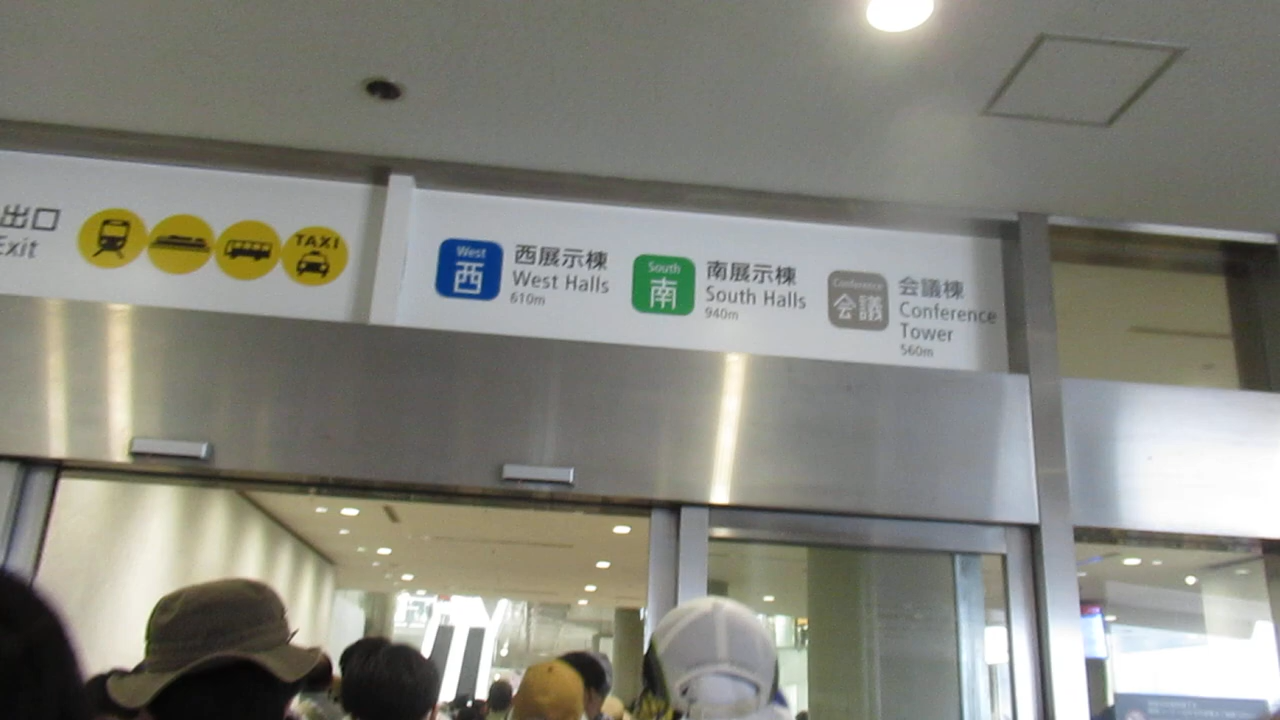 出口
Exit
TAXI
West
西
西展示棟
West Halls
610m
South
南
南展示棟
South Halls
940m
Conference
会議
会議棟
Conference
Tower
560m